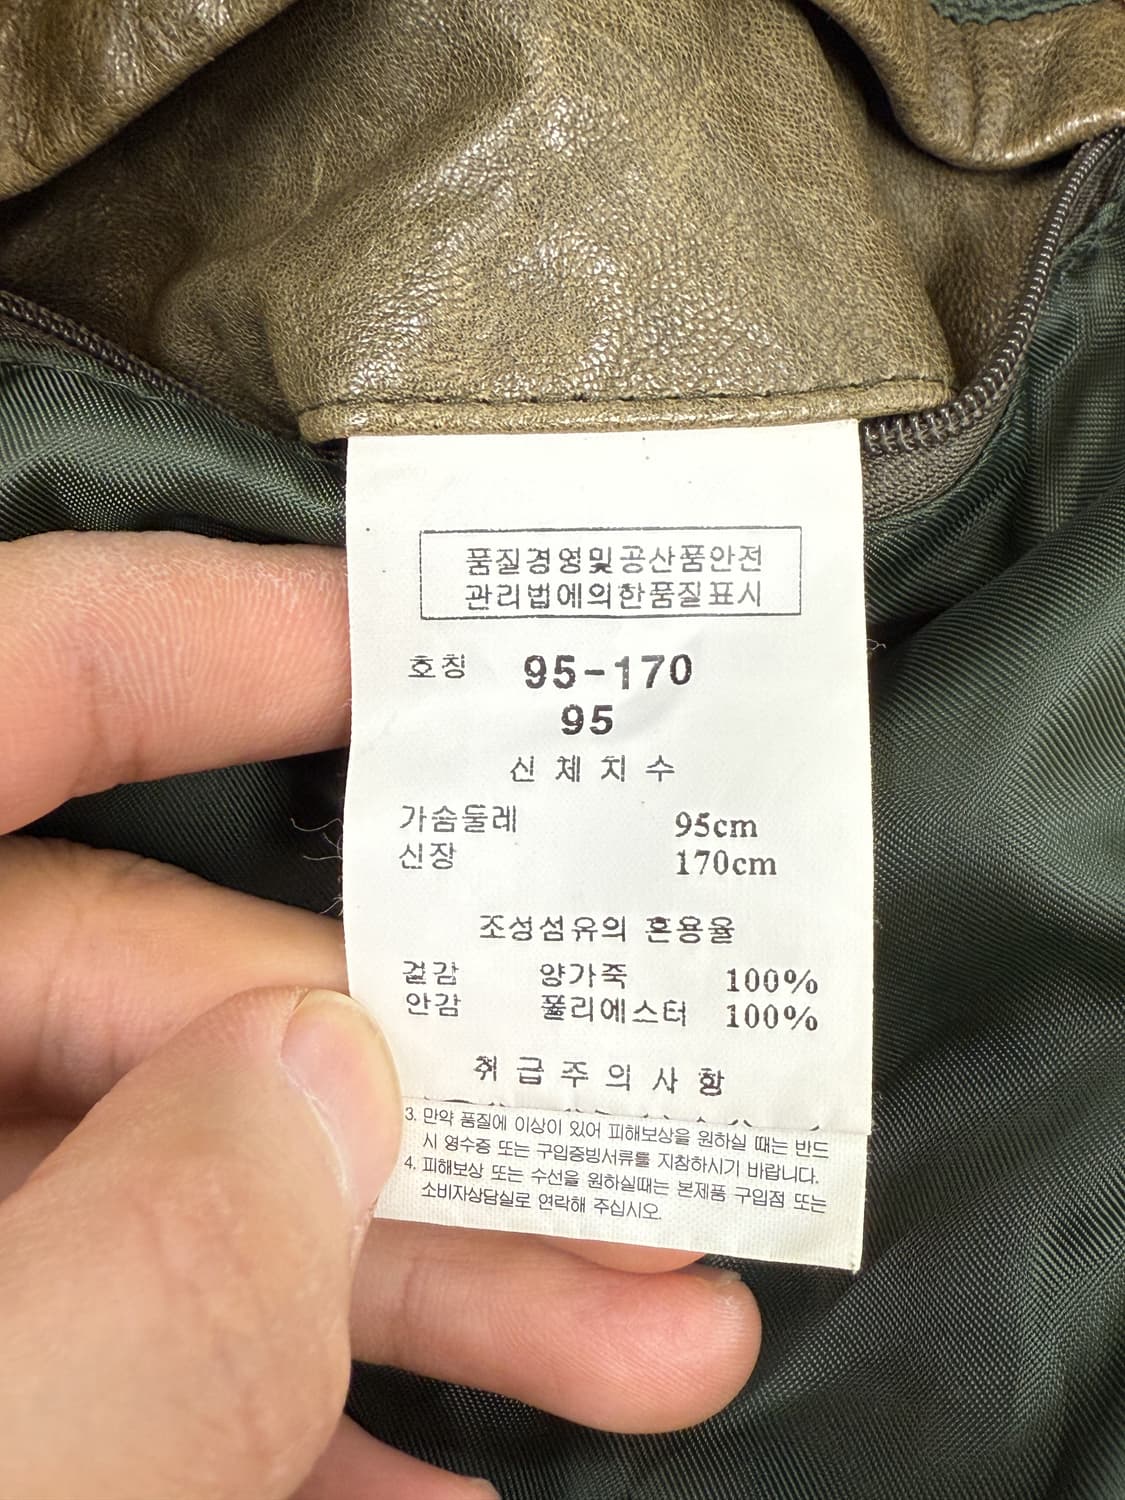 품질경영및공산품안전
관리법에의한품질표시
호칭 95-170
95
신체치수
가슴둘레 95cm
신장 170cm
조성섬유의 혼용율
겉감 양가죽 100%
안감 폴리에스터 100%
취급주의사항
3. 만약 품질에 이상이 있어 피해보상을 원하실 때는 반드
시 영수증 또는 구입증빙서류를 지참하시기 바랍니다.
4. 피해보상 또는 수선을 원하실때는 본제품 구입점 또는
소비자상담실로 연락해 주십시오.